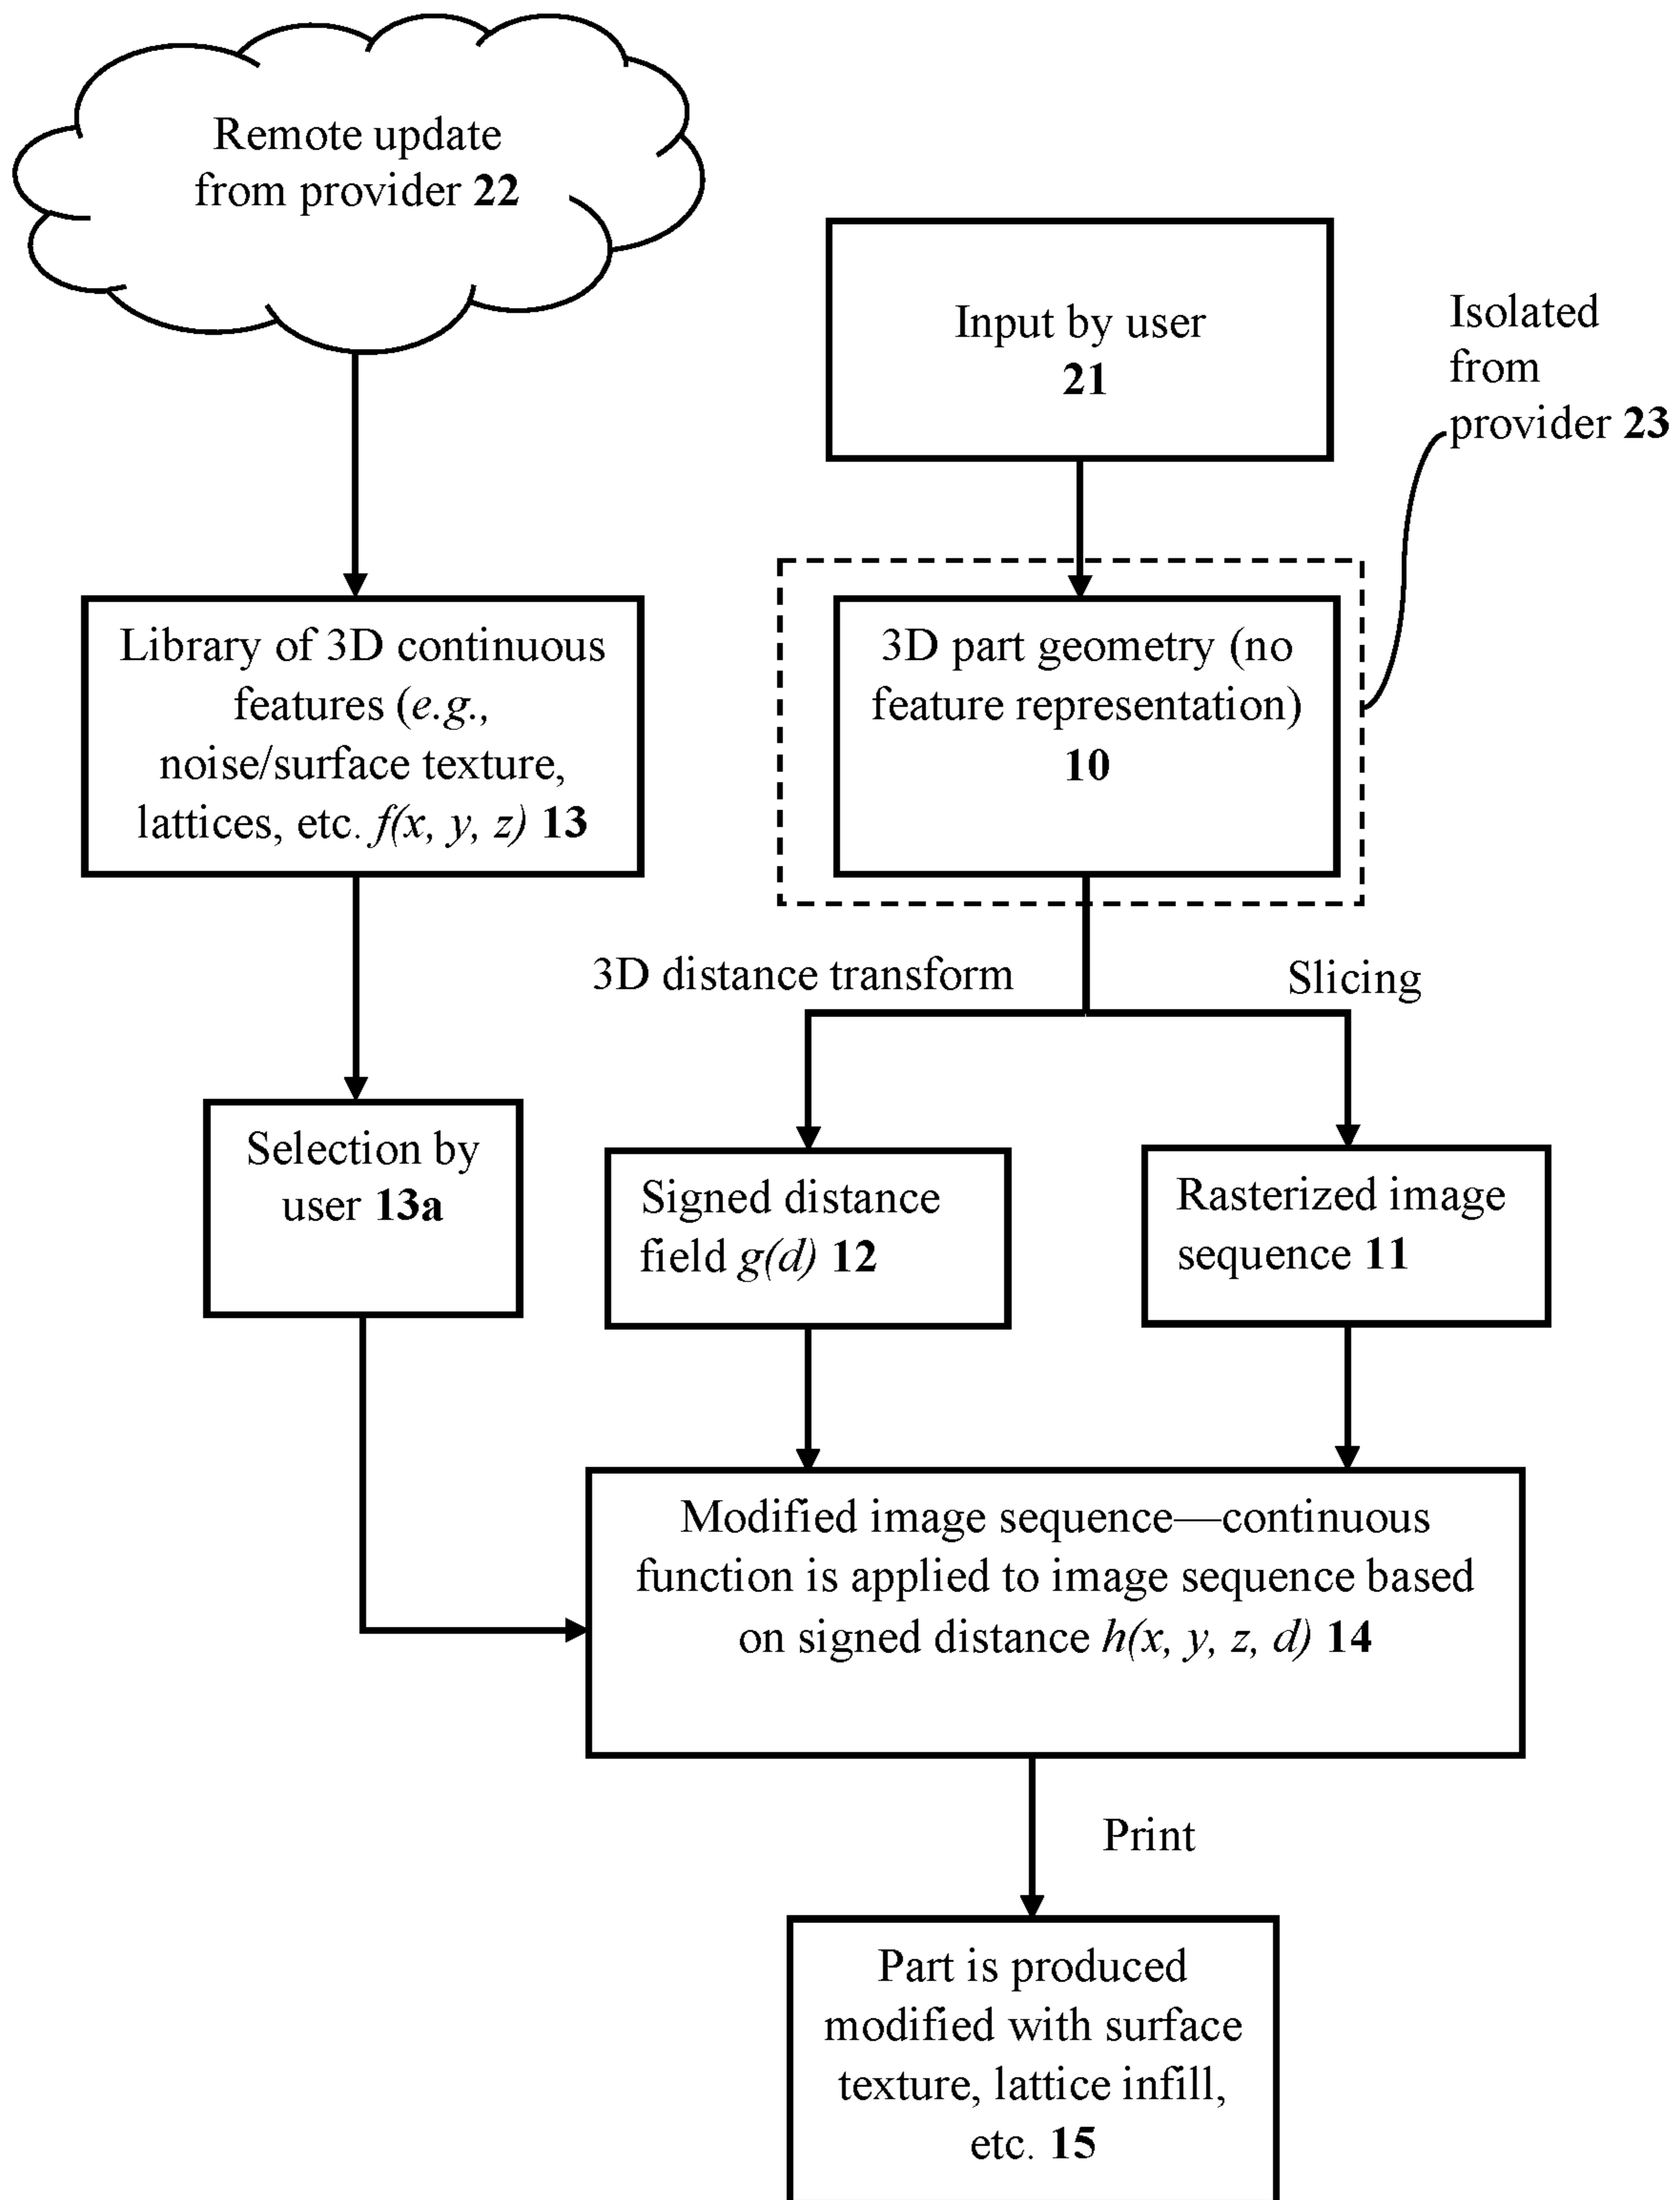 Remote update
from provider 22
Input by user
21
Isolated
from
provider 23
Library of 3D continuous
features (e.g.,
noise/surface texture,
lattices, etc. f(x, y, z) 13
3D part geometry (no
feature representation)
10
3D distance transform
Slicing
Selection by
user 13a
Signed distance
field g(d) 12
Rasterized image
sequence 11
Modified image sequence—continuous
function is applied to image sequence based
on signed distance h(x, y, z, d) 14
Print
Part is produced
modified with surface
texture, lattice infill,
etc. 15